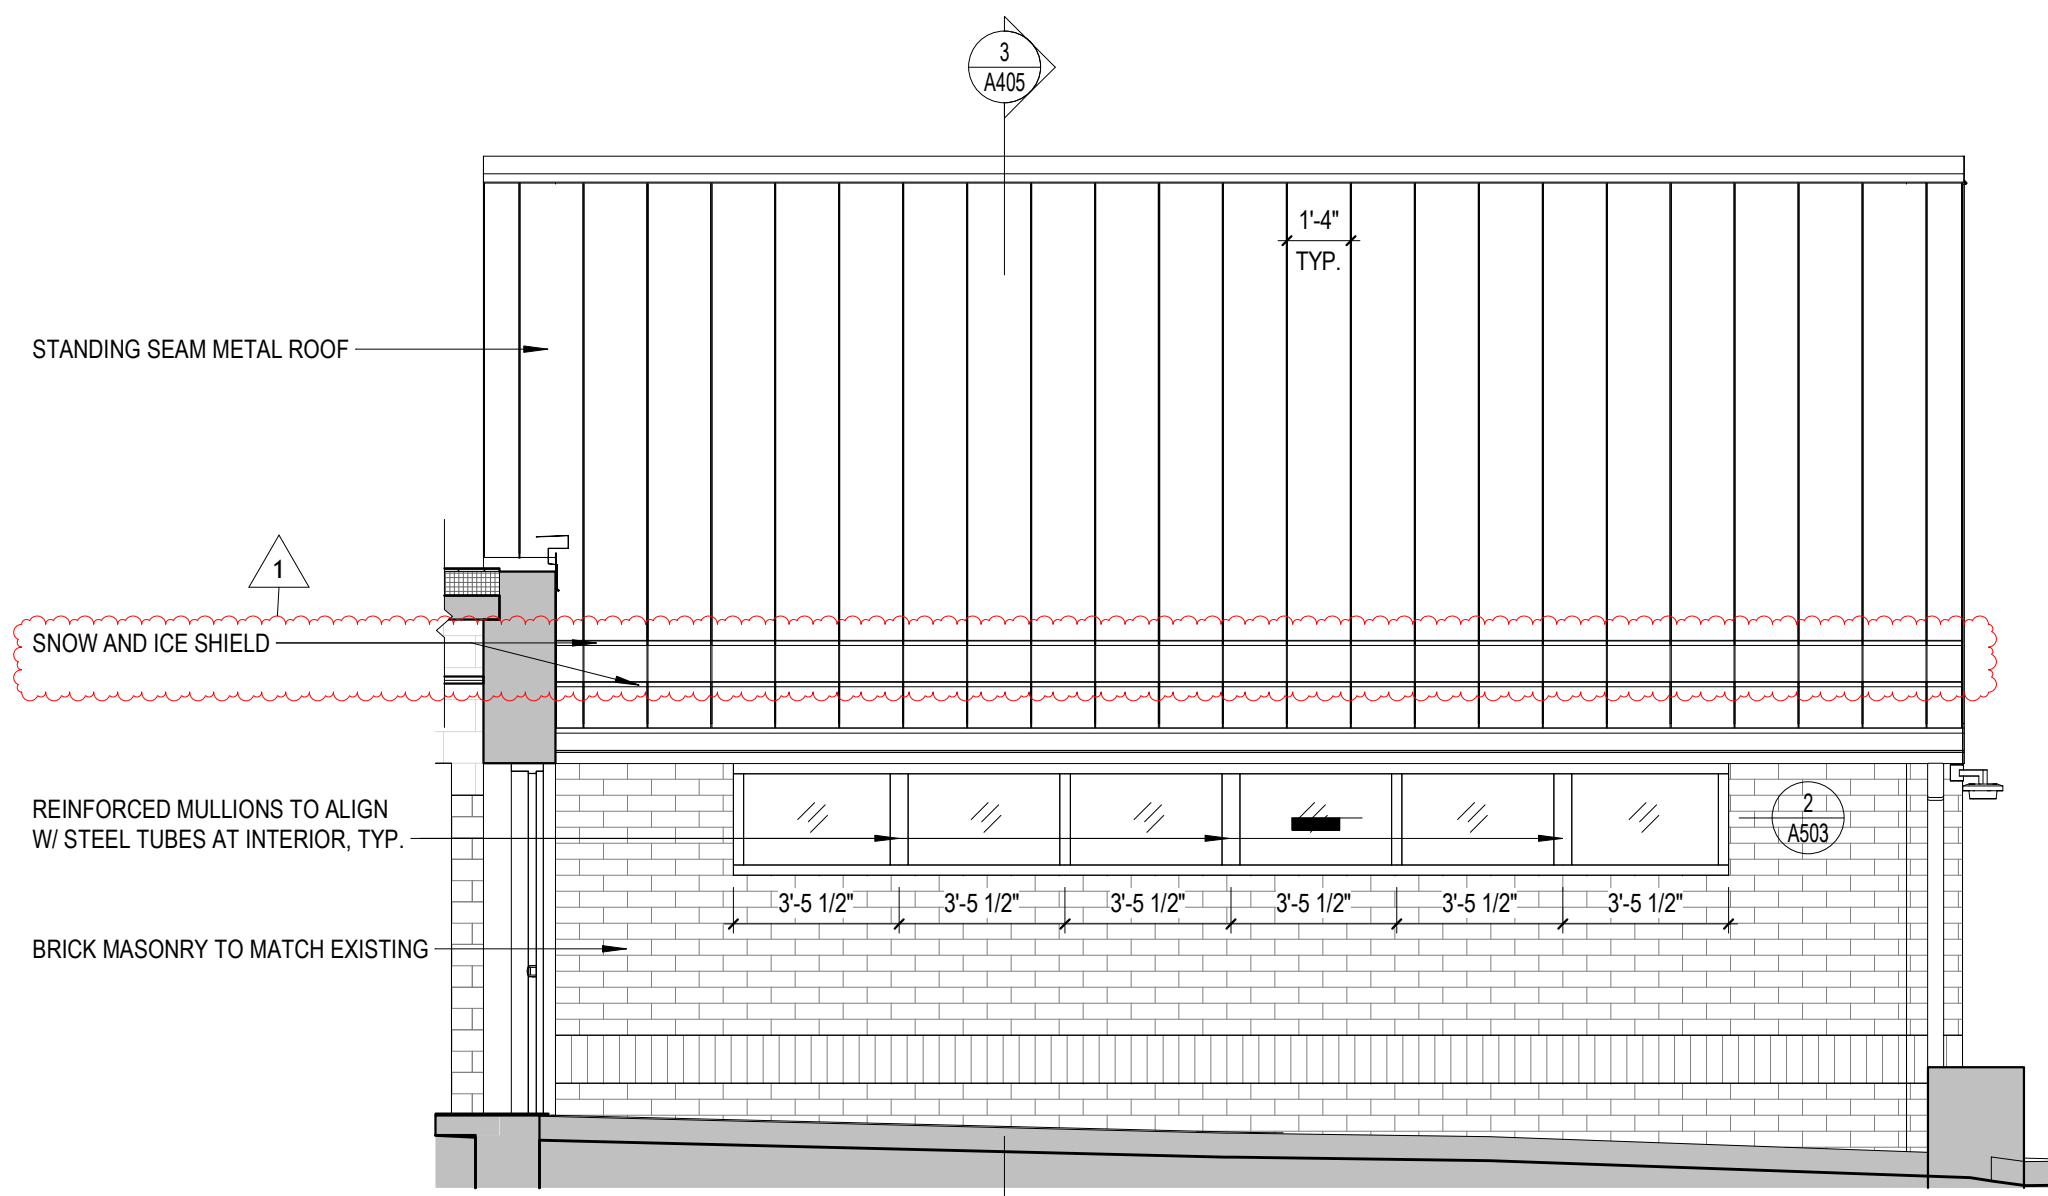 3
A405
1'-4"
TYP.
STANDING SEAM METAL ROOF
1
SNOW AND ICE SHIELD
REINFORCED MULLIONS TO ALIGN
W/ STEEL TUBES AT INTERIOR, TYP.
2
A503
3'-5 1/2" 3'-5 1/2" 3'-5 1/2" 3'-5 1/2" 3'-5 1/2" 3'-5 1/2"
BRICK MASONRY TO MATCH EXISTING